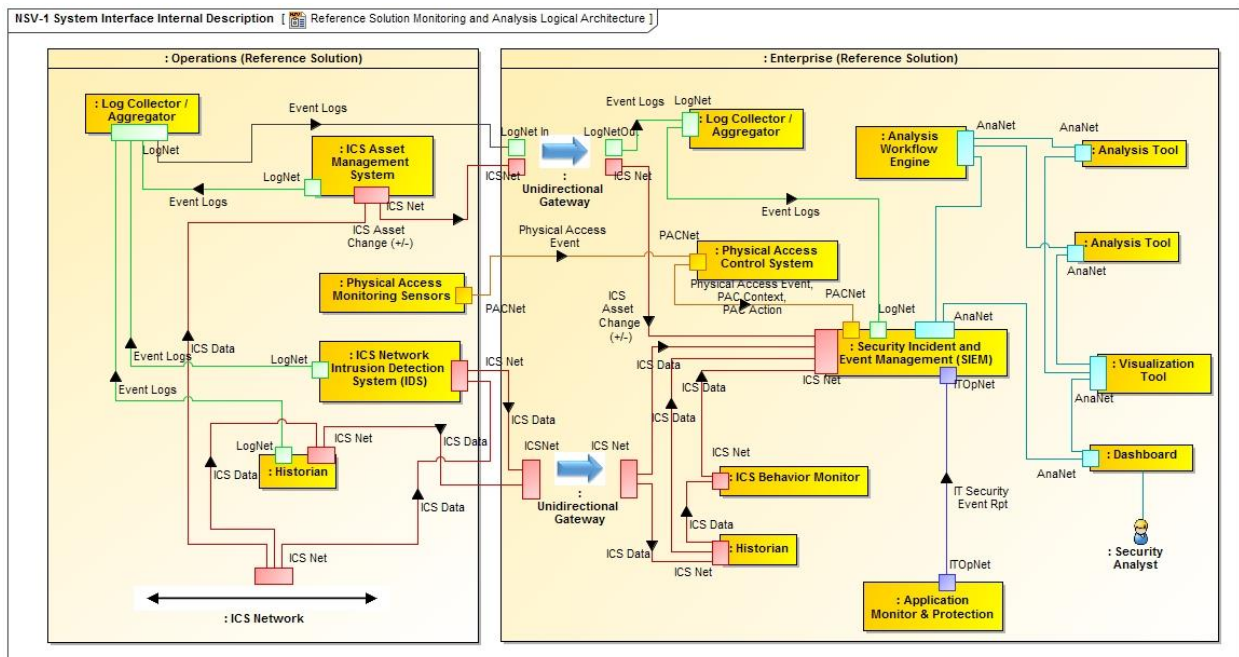 NSV-1 System Interface Internal Description [ Reference Solution Monitoring and Analysis Logical Architecture ]
: Operations (Reference Solution)
: Log Collector /
Aggregator
LogNet
Event Logs
: ICS Asset
Management
System
LogNet
Event Logs
ICS Net
ICS Asset
Change (+/-)
: Physical Access
Monitoring Sensors
PACNet
Physical Access
Event
ICS Data
Event Logs
LogNet
: ICS Network
Intrusion Detection
System (IDS)
ICS Net
Event Logs
ICS Data
LogNet
ICS Net
ICS Data
: Historian
ICS Data
ICS Data
ICS Net
: ICS Network
: Enterprise (Reference Solution)
LogNet In
ICSNet
LogNetOut
ICS Net
:
Unidirectional
Gateway
Event Logs
LogNet
: Log Collector /
Aggregator
Event Logs
PACNet
: Physical Access
Control System
Physical Access Event,
PAC Context,
PAC Action
PACNet
LogNet
AnaNet
ICS
Asset
Change
(+/-)
: Security Incident and
Event Management (SIEM)
ICS Data
ICS Net
ICS Data
ICS Data
ITOpNet
ICSNet
ICS Net
:
Unidirectional
Gateway
ICS Net
: ICS Behavior Monitor
ICS Data
ICS Data
ICS Net
: Historian
IT Security
Event Rpt
ITOpNet
: Application
Monitor & Protection
AnaNet
: Analysis
Workflow
Engine
AnaNet
: Analysis Tool
: Analysis Tool
AnaNet
: Visualization
Tool
AnaNet
: Dashboard
AnaNet
: Security
Analyst